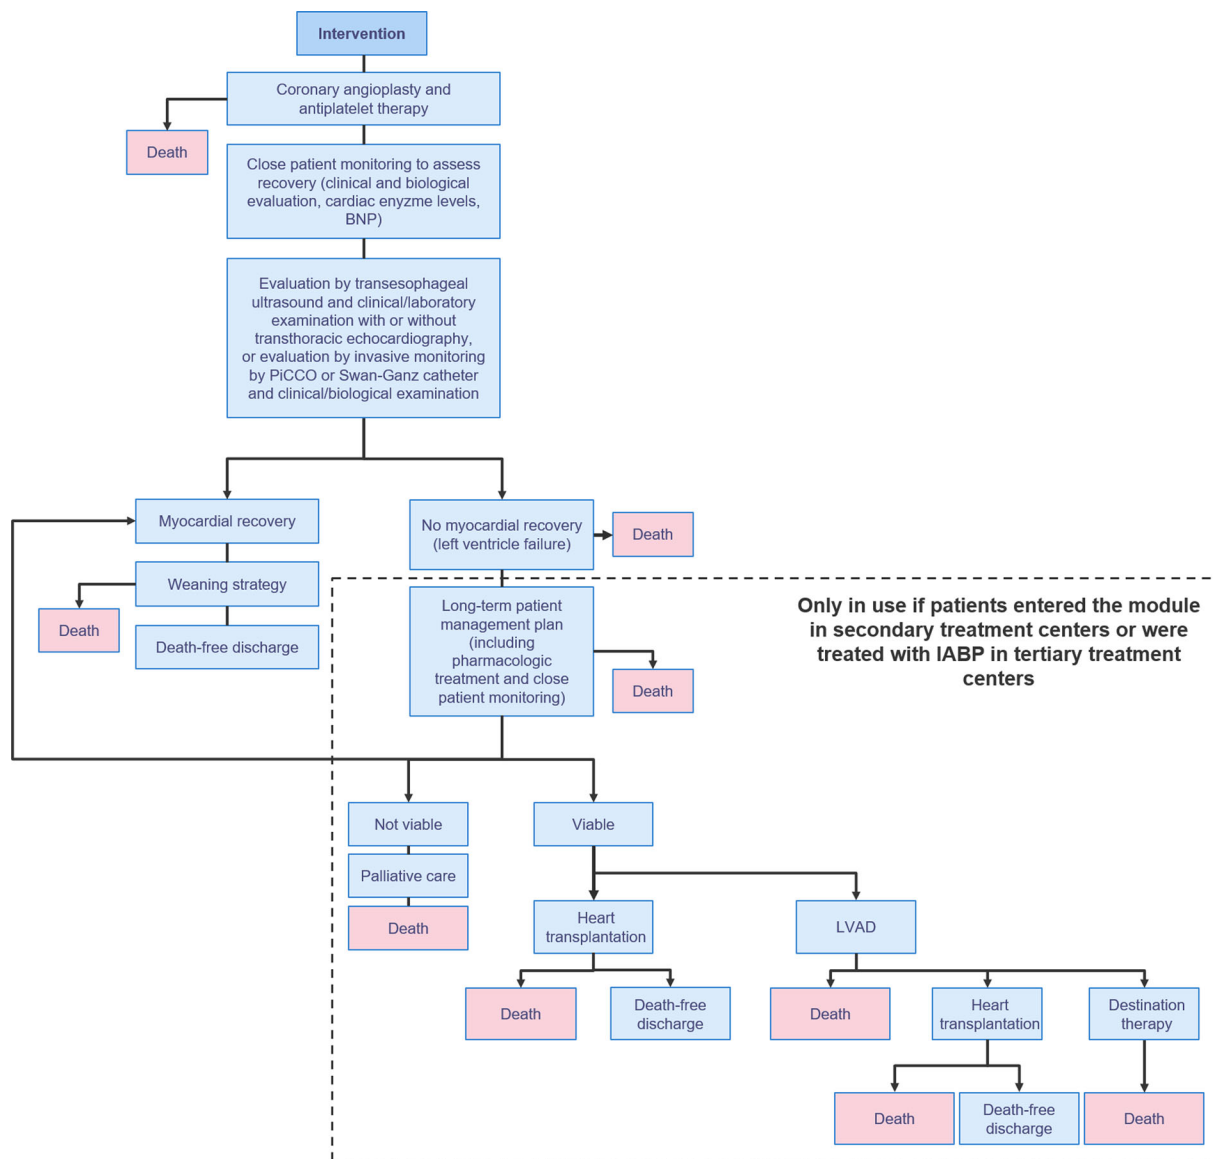 Intervention
Coronary angioplasty and
antiplatelet therapy
Death
Close patient monitoring to assess
recovery (clinical and biological
evaluation, cardiac enyzme levels,
BNP)
Evaluation by transesophageal
ultrasound and clinical/laboratory
examination with or without
transthoracic echocardiography,
or evaluation by invasive monitoring
by PiCCO or Swan-Ganz catheter
and clinical/biological examination
Myocardial recovery
No myocardial recovery
(left ventricle failure)
Death
Weaning strategy
Death
Death-free discharge
Long-term patient
management plan
(including
pharmacologic
treatment and close
patient monitoring)
Death
Only in use if patients entered the module
in secondary treatment centers or were
treated with IABP in tertiary treatment
centers
Not viable
Viable
Palliative care
Death
Heart
transplantation
LVAD
Death
Death-free
discharge
Death
Heart
transplantation
Destination
therapy
Death
Death-free
discharge
Death